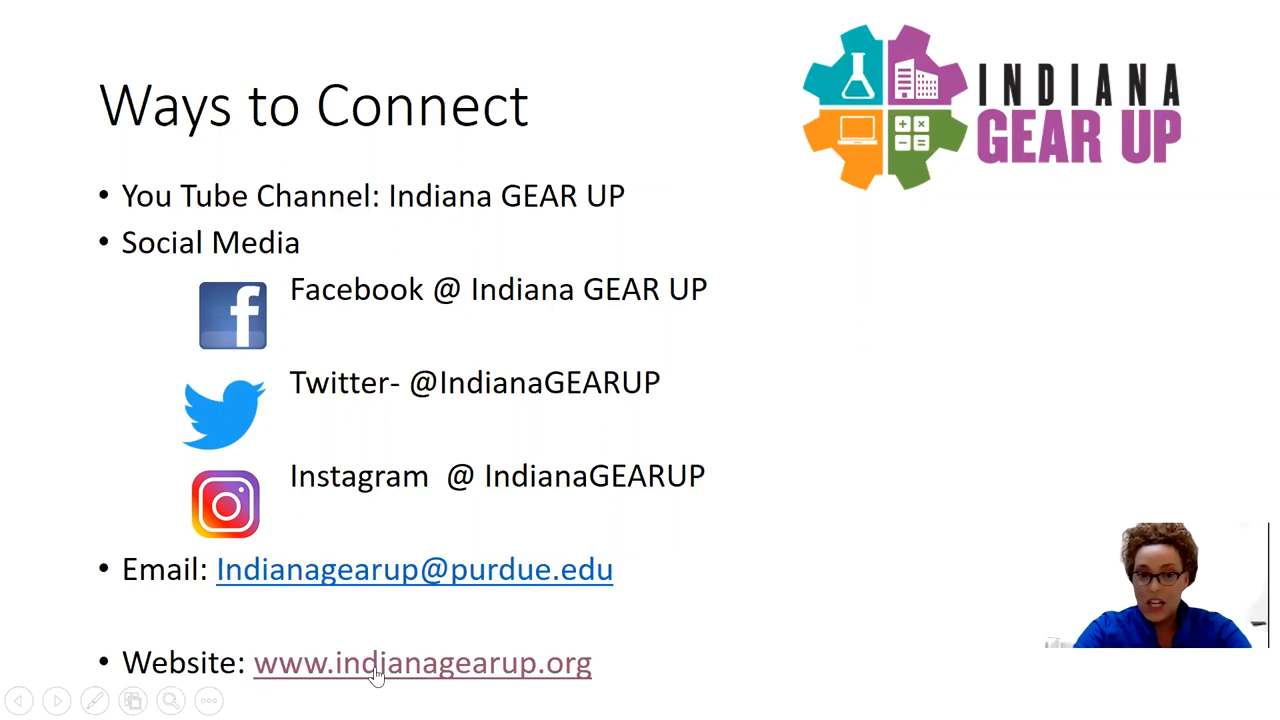 INDIANA
GEAR UP
Ways to Connect
• You Tube Channel: Indiana GEAR UP
• Social Media
Facebook @ Indiana GEAR UP
Twitter- @IndianaGEARUP
Instagram @ IndianaGEARUP
• Email: Indianagearup@purdue.edu
• Website: www.indianagearup.org